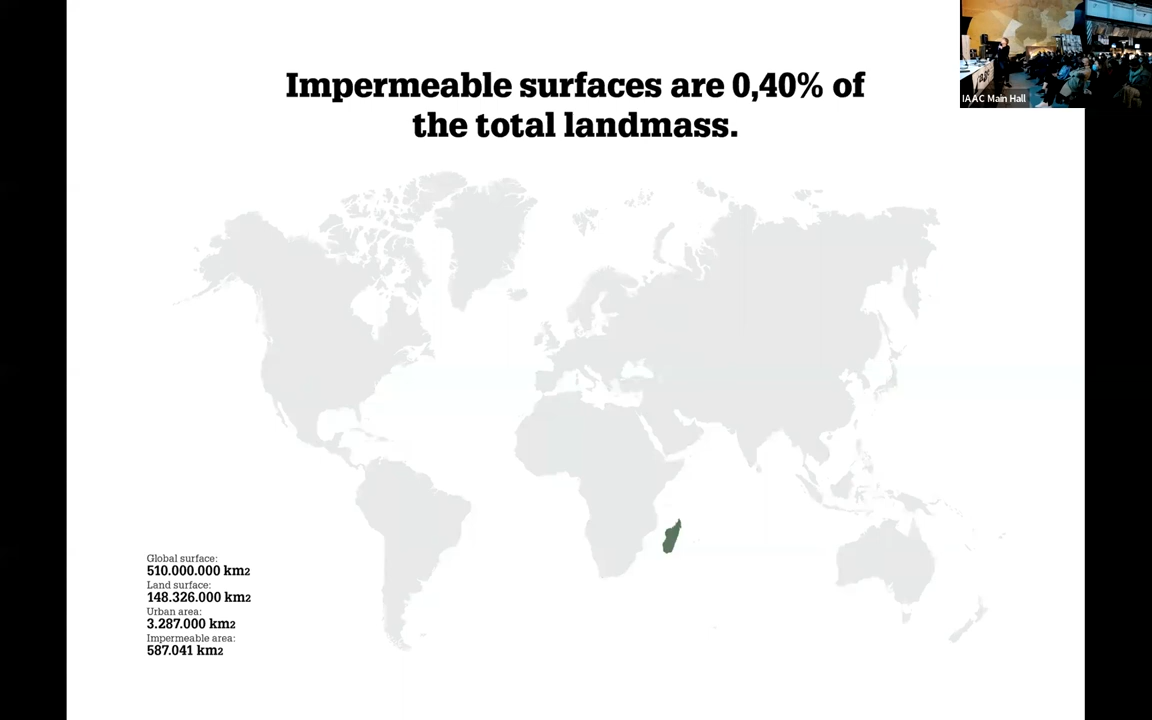 Impermeable surfaces are 0,40% of
the total landmass.
IAAC Main Hall
Global surface:
510.000.000 km2
Land surface:
148.326.000 km2
Urban area:
3.287.000 km2
Impermeable area:
587.041 km2